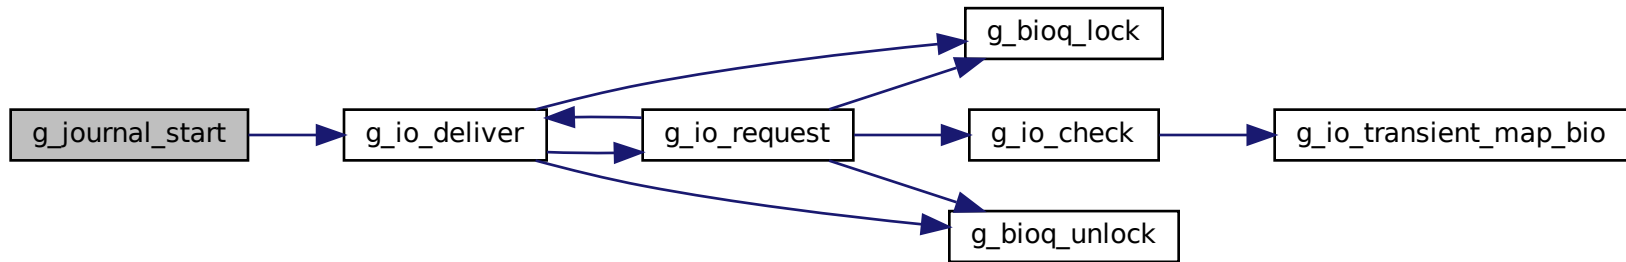 g_journal_start
g_io_deliver
g_io_request
g_bioq_lock
g_io_check
g_bioq_unlock
g_io_transient_map_bio